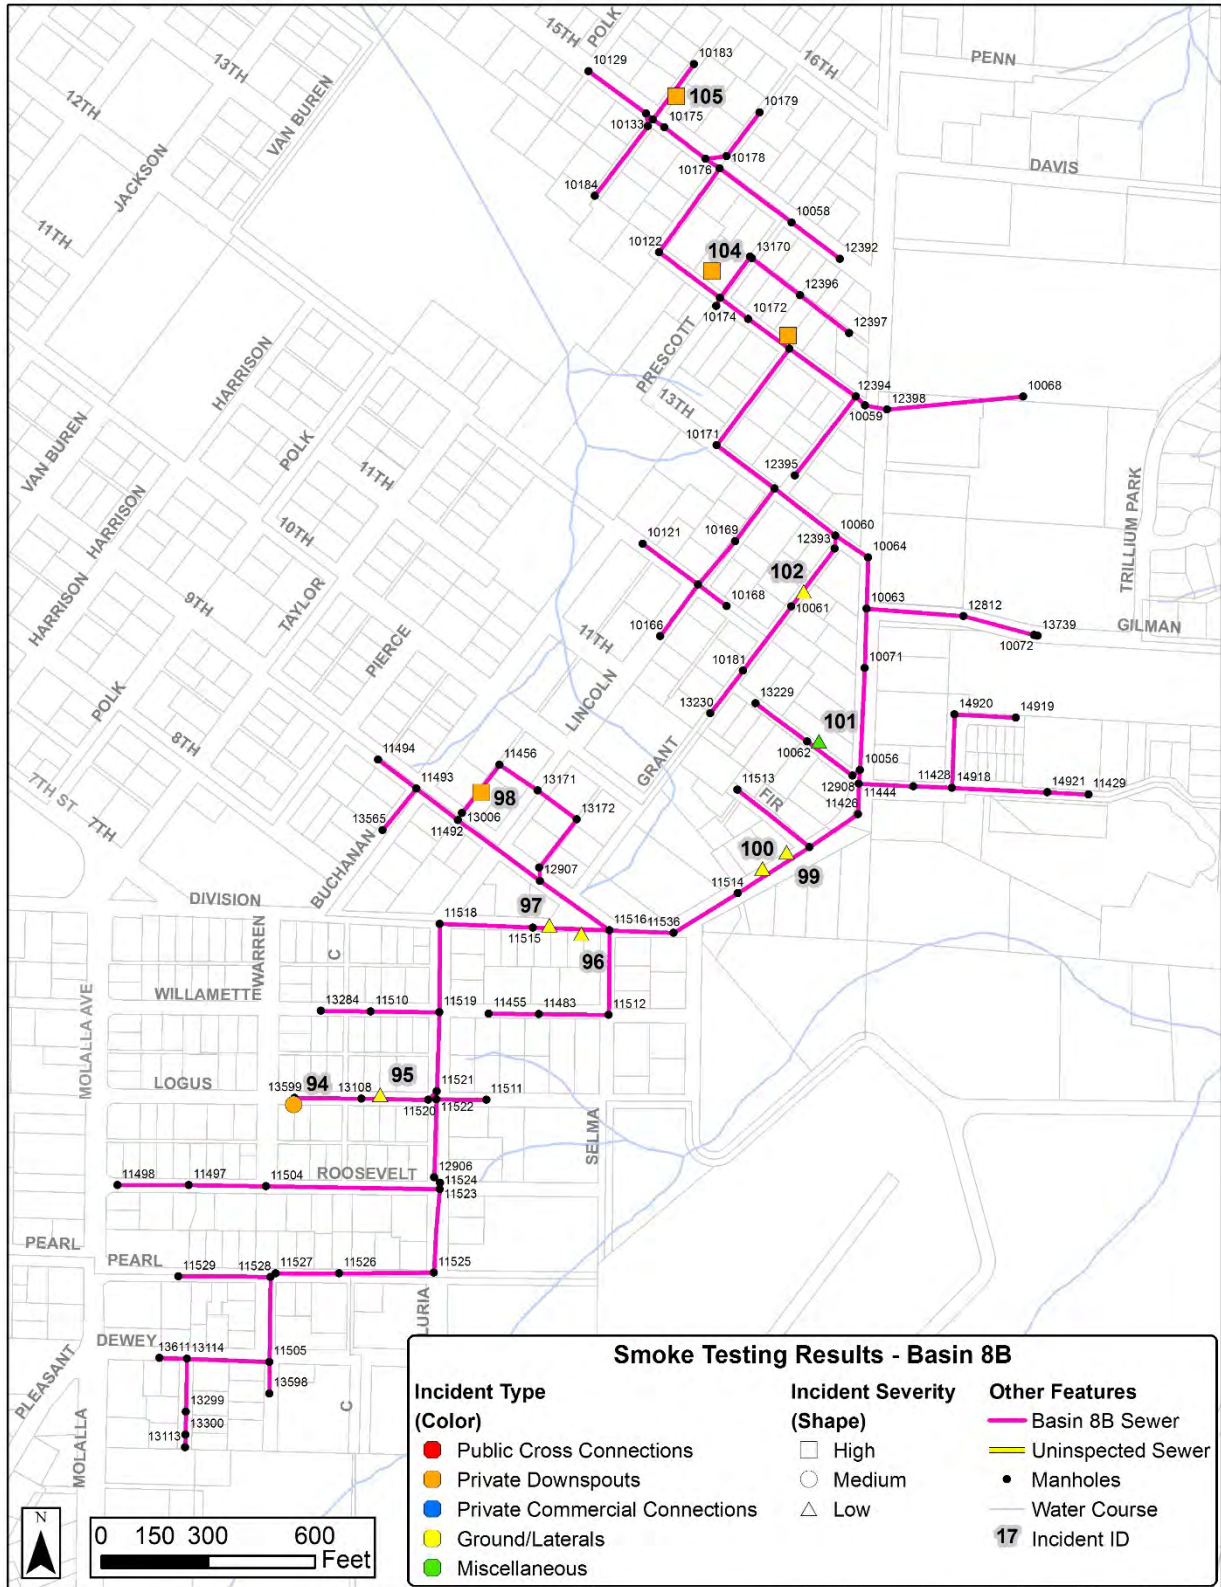 15TH
POLK
10183
16TH
PENN
10129
13TH
105
12TH
VAN BUREN
10175
10179
10133
DAVIS
JACKSON
10178
10184
10176
11TH
10058
10122
104
13170
12392
12396
10174
10172
12397
PRESCOTT
HARRISON
13TH
12394
10068
12398
10059
VAN BUREN
POLK
10171
12395
11TH
TRILLIUM PARK
HARRISON
10TH
10121
10169
10060
12393
10064
102
HARRISON
9TH
TAYLOR
10168
10061
10063
12812
13739
GILMAN
10166
11TH
10072
PIERCE
10181
10071
13229
LINCOLN
13230
POLK
8TH
101
14920
14919
10062
GRANT
11494
11456
10056
7TH ST
7TH
11493
13171
11513
12908
11428
14918
14921
11429
98
FIR
11444
13006
13172
11426
13565
11492
BUCHANAN
12907
100
99
11514
DIVISION
97
11518
11516
11536
11515
WARREN
C
96
WILLAMETTE
13284
11510
11519
11455
11483
11512
MOLALLA AVE
LOGUS
13599
94
13108
95
11521
11511
11520
11522
SELMA
12906
11498
11497
11504
ROOSEVELT
11524
11523
PEARL
PEARL
11529
11528
11527
11526
11525
LURIA
DEWEY
13611
13114
11505
PLEASANT
13598
13299
C
13300
MOLALLA
13113
Smoke Testing Results - Basin 8B
Incident Type
(Color)
Public Cross Connections
Private Downspouts
Private Commercial Connections
Ground/Laterals
Miscellaneous
Incident Severity
(Shape)
High
Medium
Low
Other Features
Basin 8B Sewer
Uninspected Sewer
Manholes
Water Course
17 Incident ID
N
0 150 300 600
Feet